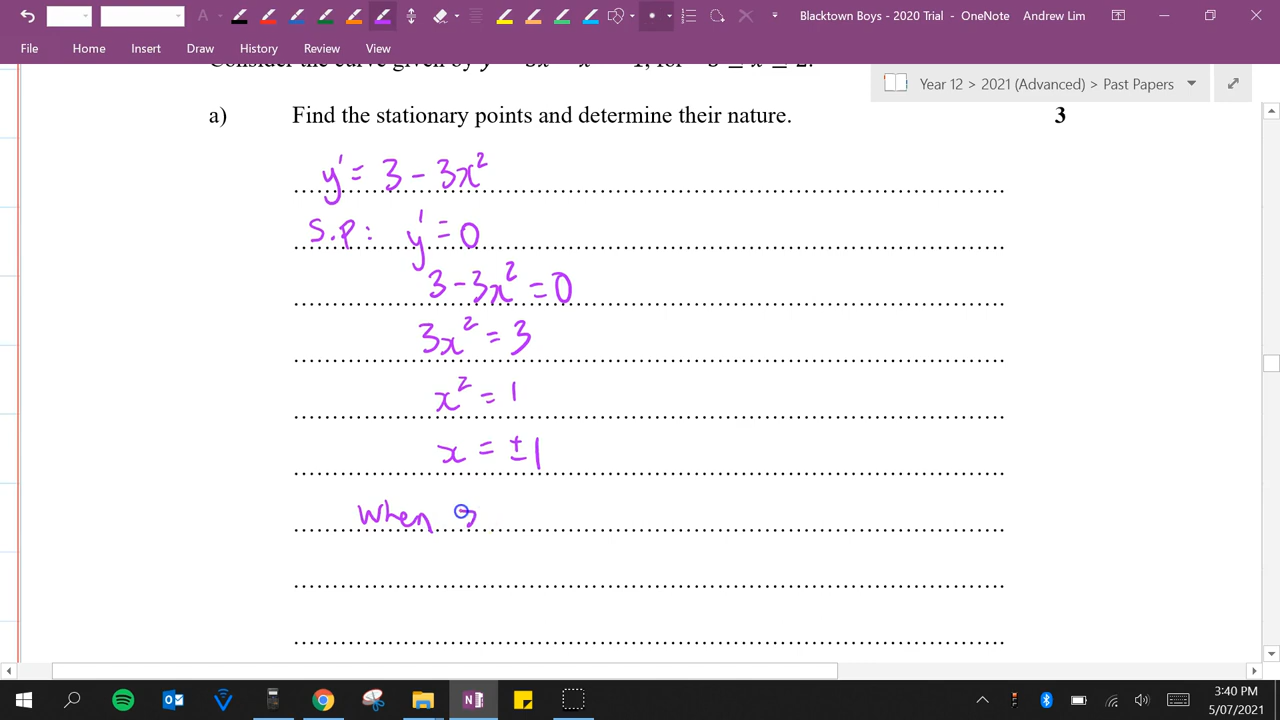 Blacktown Boys - 2020 Trial - OneNote Andrew Lim
File Home Insert Draw History Review View
Year 12 > 2021 (Advanced) > Past Papers
a) Find the stationary points and determine their nature. 3
y' = 3 - 3x²
S.P: y' = 0
3 - 3x² = 0
3x² = 3
x² = 1
x = ±1
When
3:40 PM
5/07/2021